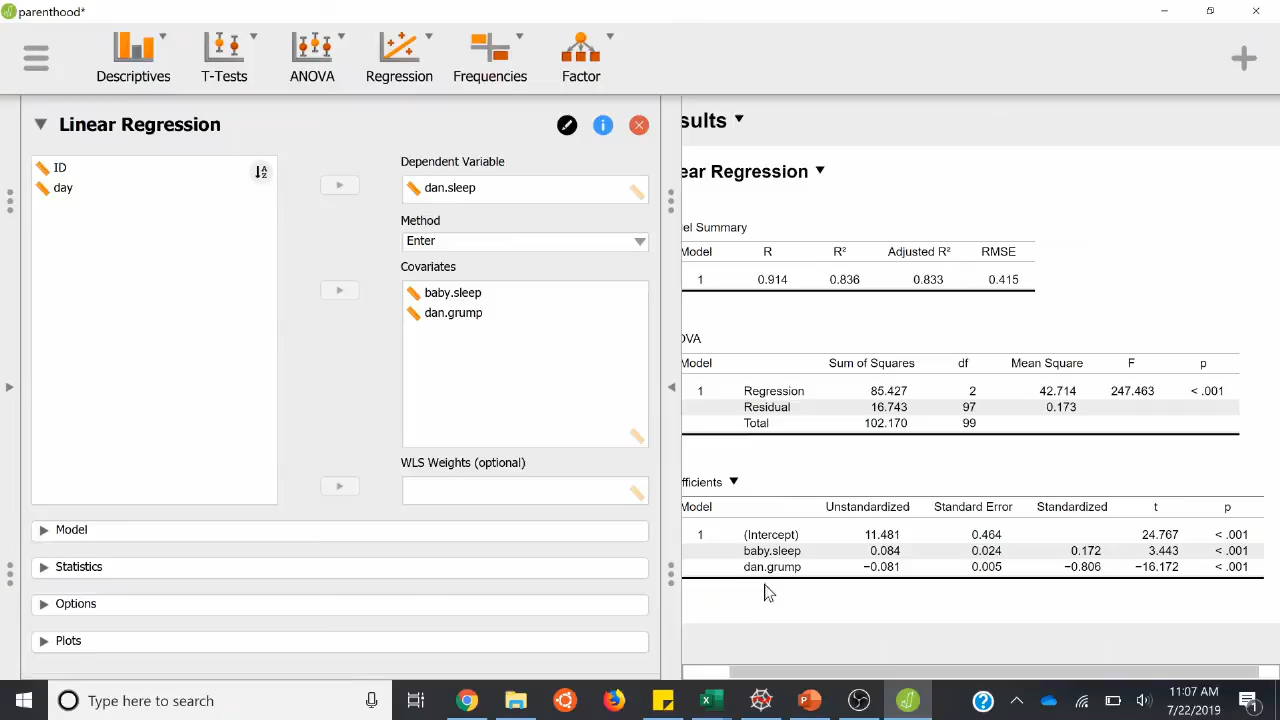 parenthood*
Descriptives T-Tests ANOVA Regression Frequencies Factor
Linear Regression
ID
day
Dependent Variable
dan.sleep
Method
Enter
Covariates
baby.sleep
dan.grump
WLS Weights (optional)
Model
Statistics
Options
Plots
sults
ear Regression
el Summary
Model R R² Adjusted R² RMSE
1 0.914 0.836 0.833 0.415
OVA
Model Sum of Squares df Mean Square F p
1 Regression 85.427 2 42.714 247.463 < .001
Residual 16.743 97 0.173
Total 102.170 99
fficients
Model Unstandardized Standard Error Standardized t p
1 (Intercept) 11.481 0.464 24.767 < .001
baby.sleep 0.084 0.024 0.172 3.443 < .001
dan.grump −0.081 0.005 −0.806 −16.172 < .001
Type here to search
11:07 AM
7/22/2019